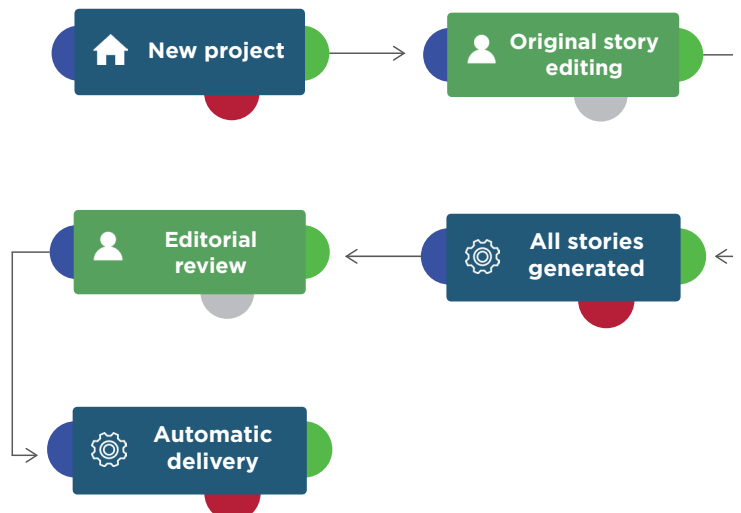 New project
Original story
editing
All stories
generated
Editorial
review
Automatic
delivery